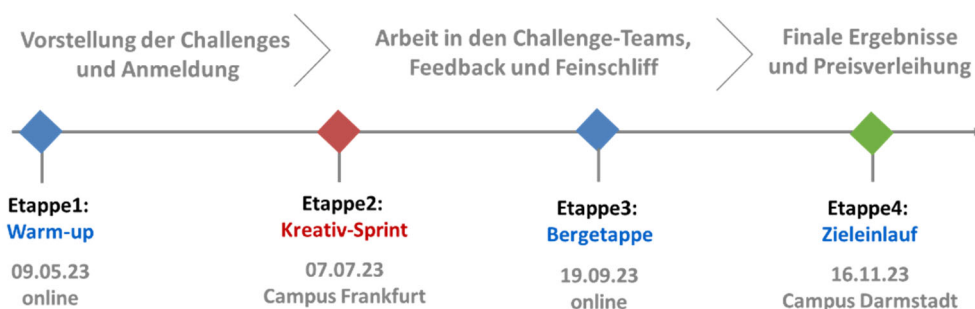 Vorstellung der Challenges
und Anmeldung
Arbeit in den Challenge-Teams,
Feedback und Feinschliff
Finale Ergebnisse
und Preisverleihung
Etappe1:
Warm-up
09.05.23
online
Etappe2:
Kreativ-Sprint
07.07.23
Campus Frankfurt
Etappe3:
Bergetappe
19.09.23
online
Etappe4:
Zieleinlauf
16.11.23
Campus Darmstadt